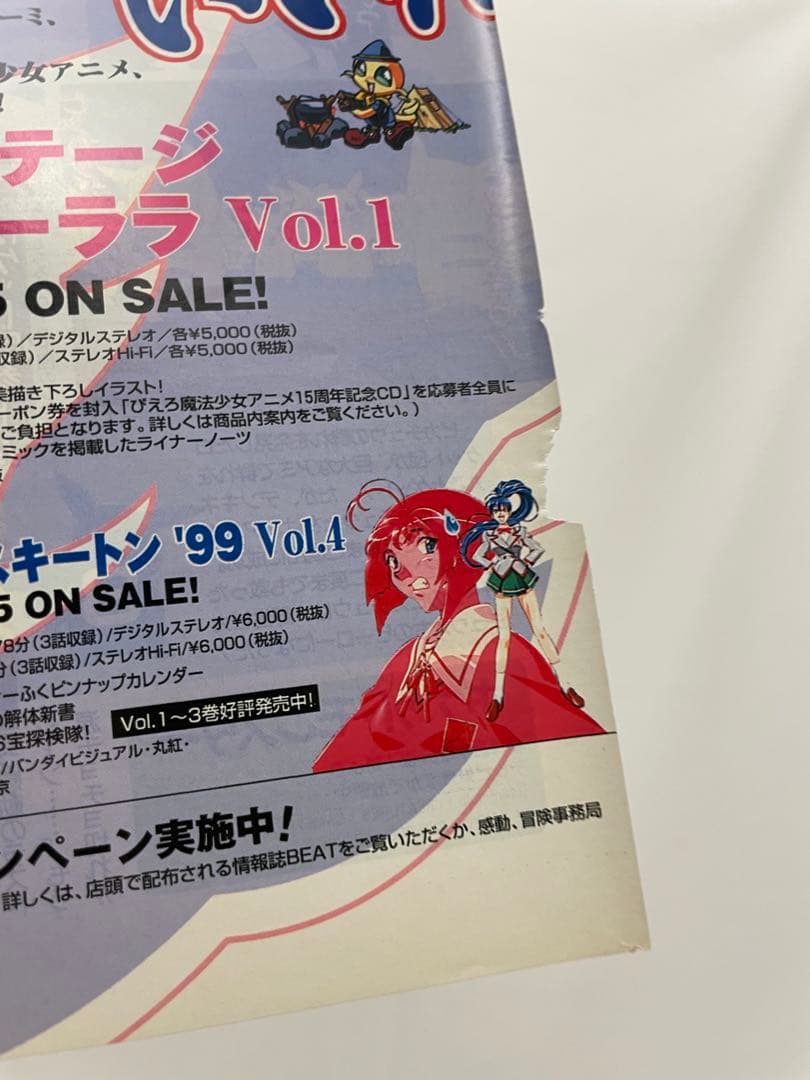 ーミ、
少女アニメ、
!
テージ
ーララ Vol.1
5 ON SALE!
録)/デジタルステレオ/各¥5,000(税抜)
収録)/ステレオHi-Fi/各¥5,000(税抜)
美描き下ろしイラスト!
ーポン券を封入「ぴえろ魔法少女アニメ15周年記念CD」を応募者全員に
ご負担となります。詳しくは商品内案内をご覧ください。)
ミックを掲載したライナーノーツ
スキートン '99 Vol.4
5 ON SALE!
78分(3話収録)/デジタルステレオ/¥6,000(税抜)
分(3話収録)/ステレオHi-Fi/¥6,000(税抜)
ーふくピンナップカレンダー
の解体新書
S宝探検隊!
Vol.1〜3巻好評発売中!
/バンダイビジュアル・丸紅・
京
ンペーン実施中!
詳しくは、店頭で配布される情報誌BEATをご覧いただくか、感動、冒険事務局